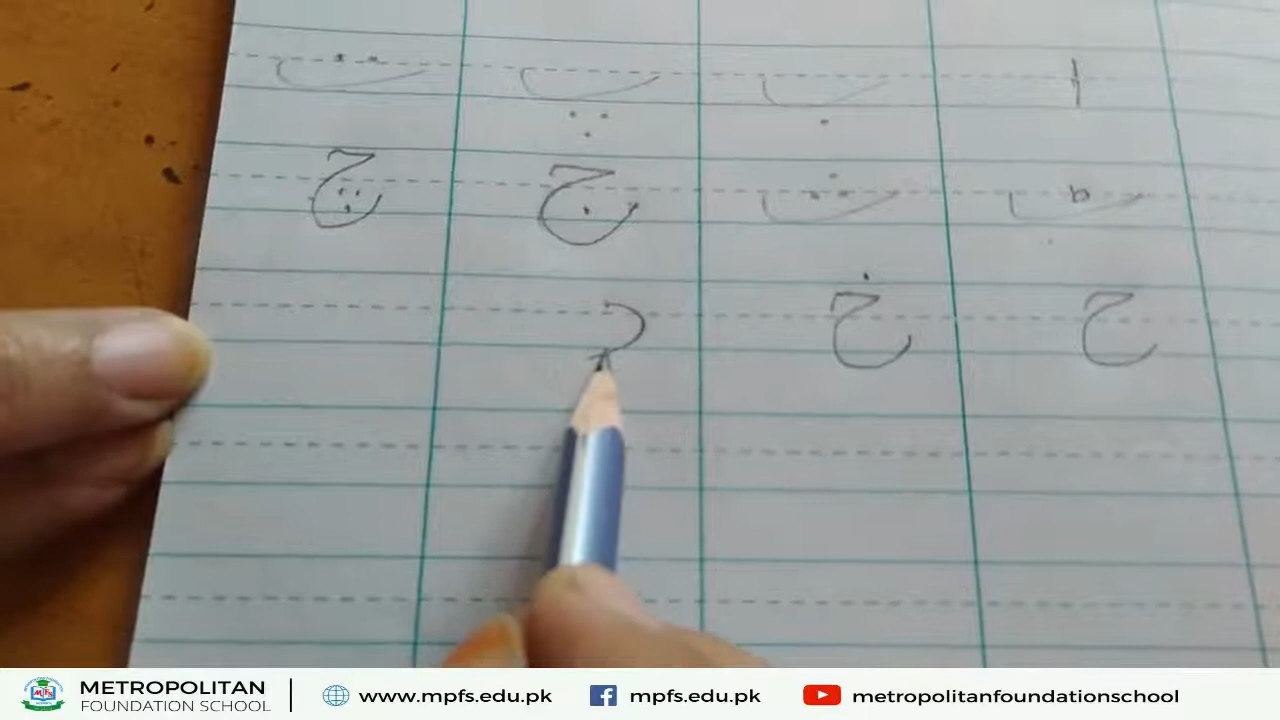 ا ب پ ت
ٹ ث ج چ
ح خ د
METROPOLITAN
FOUNDATION SCHOOL
www.mpfs.edu.pk
mpfs.edu.pk
metropolitanfoundationschool